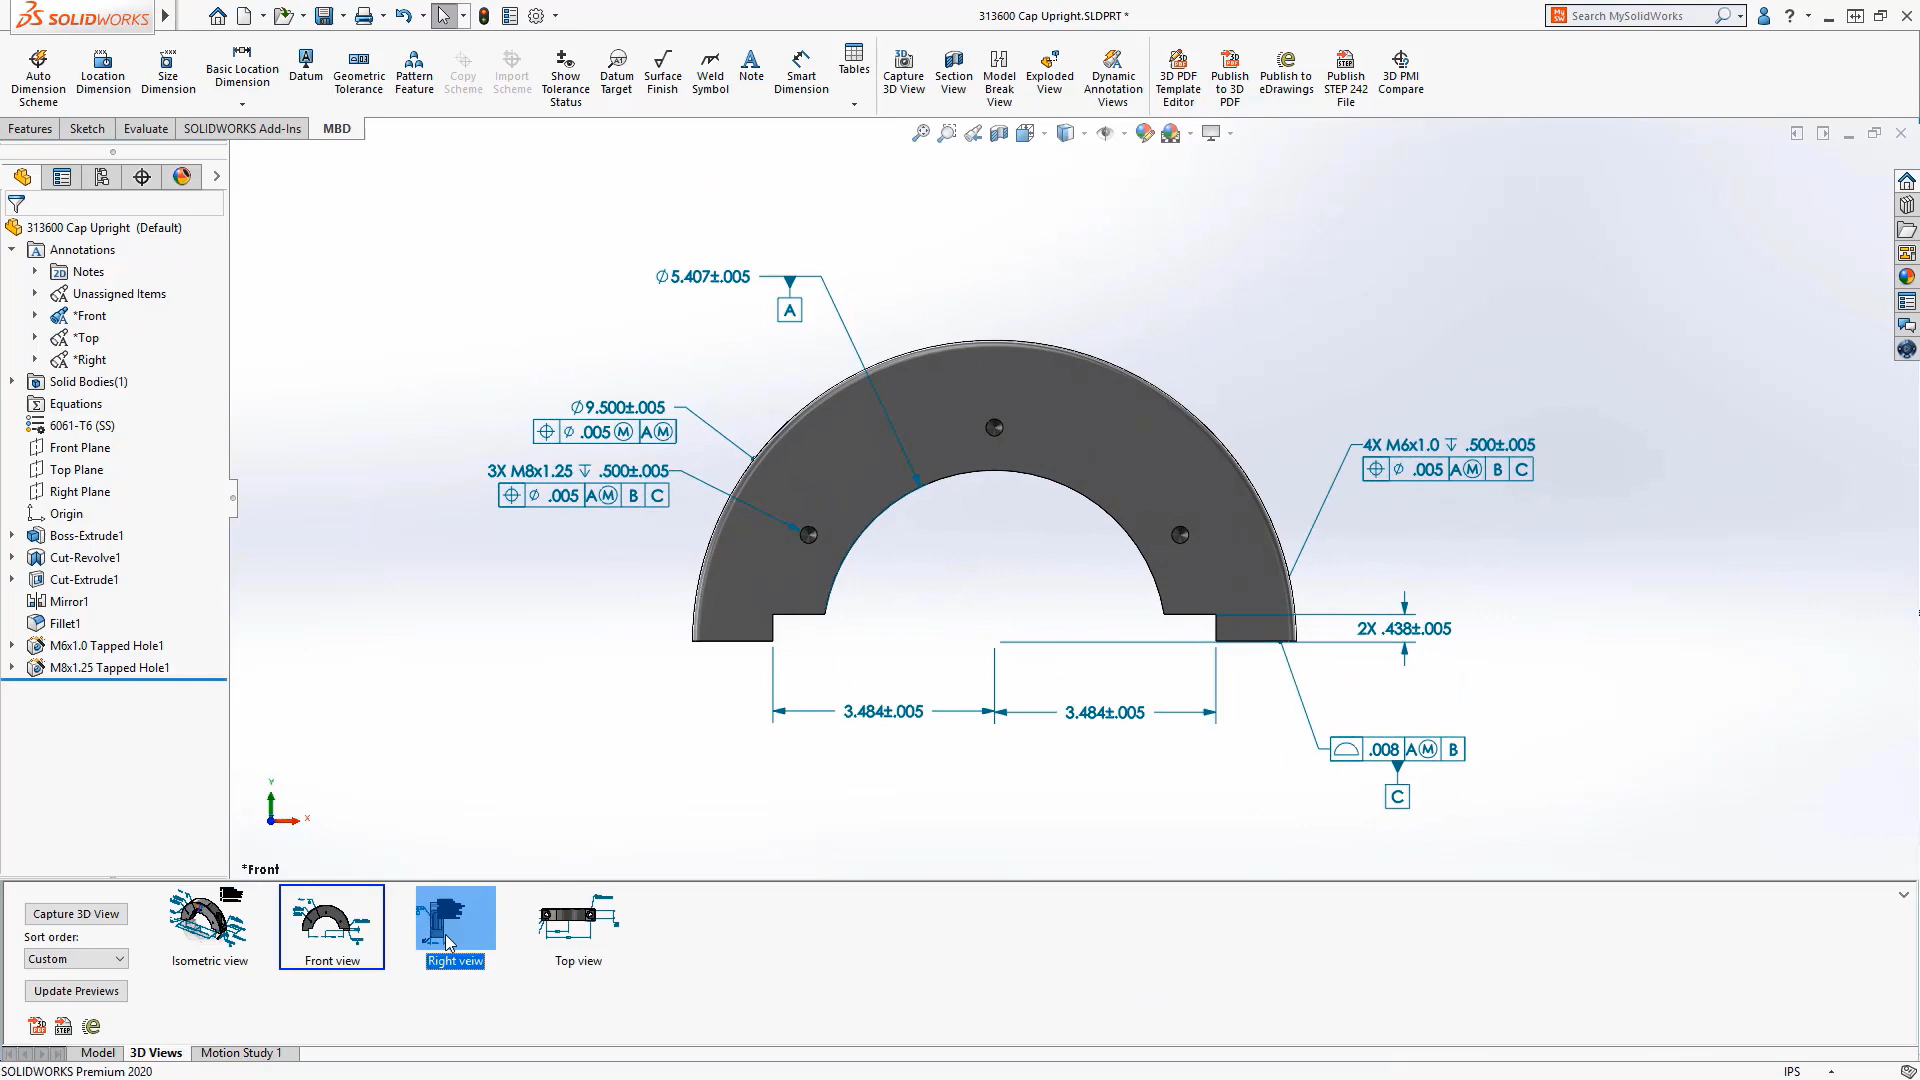 SOLIDWORKS
313600 Cap Upright.SLDPRT *
Search MySolidWorks
Auto Dimension Scheme
Location Dimension
Size Dimension
Basic Location Dimension
Datum
Geometric Tolerance
Pattern Feature
Copy Scheme
Import Scheme
Show Tolerance Status
Datum Target
Surface Finish
Weld Symbol
Note
Smart Dimension
Tables
Capture 3D View
Section View
Model Break View
Exploded View
Dynamic Annotation Views
3D PDF Template Editor
Publish to 3D PDF
Publish to eDrawings
Publish STEP 242 File
3D PMI Compare
Features
Sketch
Evaluate
SOLIDWORKS Add-Ins
MBD
313600 Cap Upright (Default)
Annotations
Notes
Unassigned Items
*Front
*Top
*Right
Solid Bodies(1)
Equations
6061-T6 (SS)
Front Plane
Top Plane
Right Plane
Origin
Boss-Extrude1
Cut-Revolve1
Cut-Extrude1
Mirror1
Fillet1
M6x1.0 Tapped Hole1
M8x1.25 Tapped Hole1
∅5.407±.005
A
∅9.500±.005
⌖ ∅ .005Ⓜ AⓂ
3X M8x1.25 ↧ .500±.005
⌖ ∅ .005 AⓂ B C
4X M6x1.0 ↧ .500±.005
⌖ ∅ .005 AⓂ B C
2X .438±.005
3.484±.005
3.484±.005
⌓ .008 AⓂ B
C
Y
X
*Front
Capture 3D View
Sort order:
Custom
Update Previews
Isometric view
Front view
Right veiw
Top view
Model
3D Views
Motion Study 1
SOLIDWORKS Premium 2020
IPS